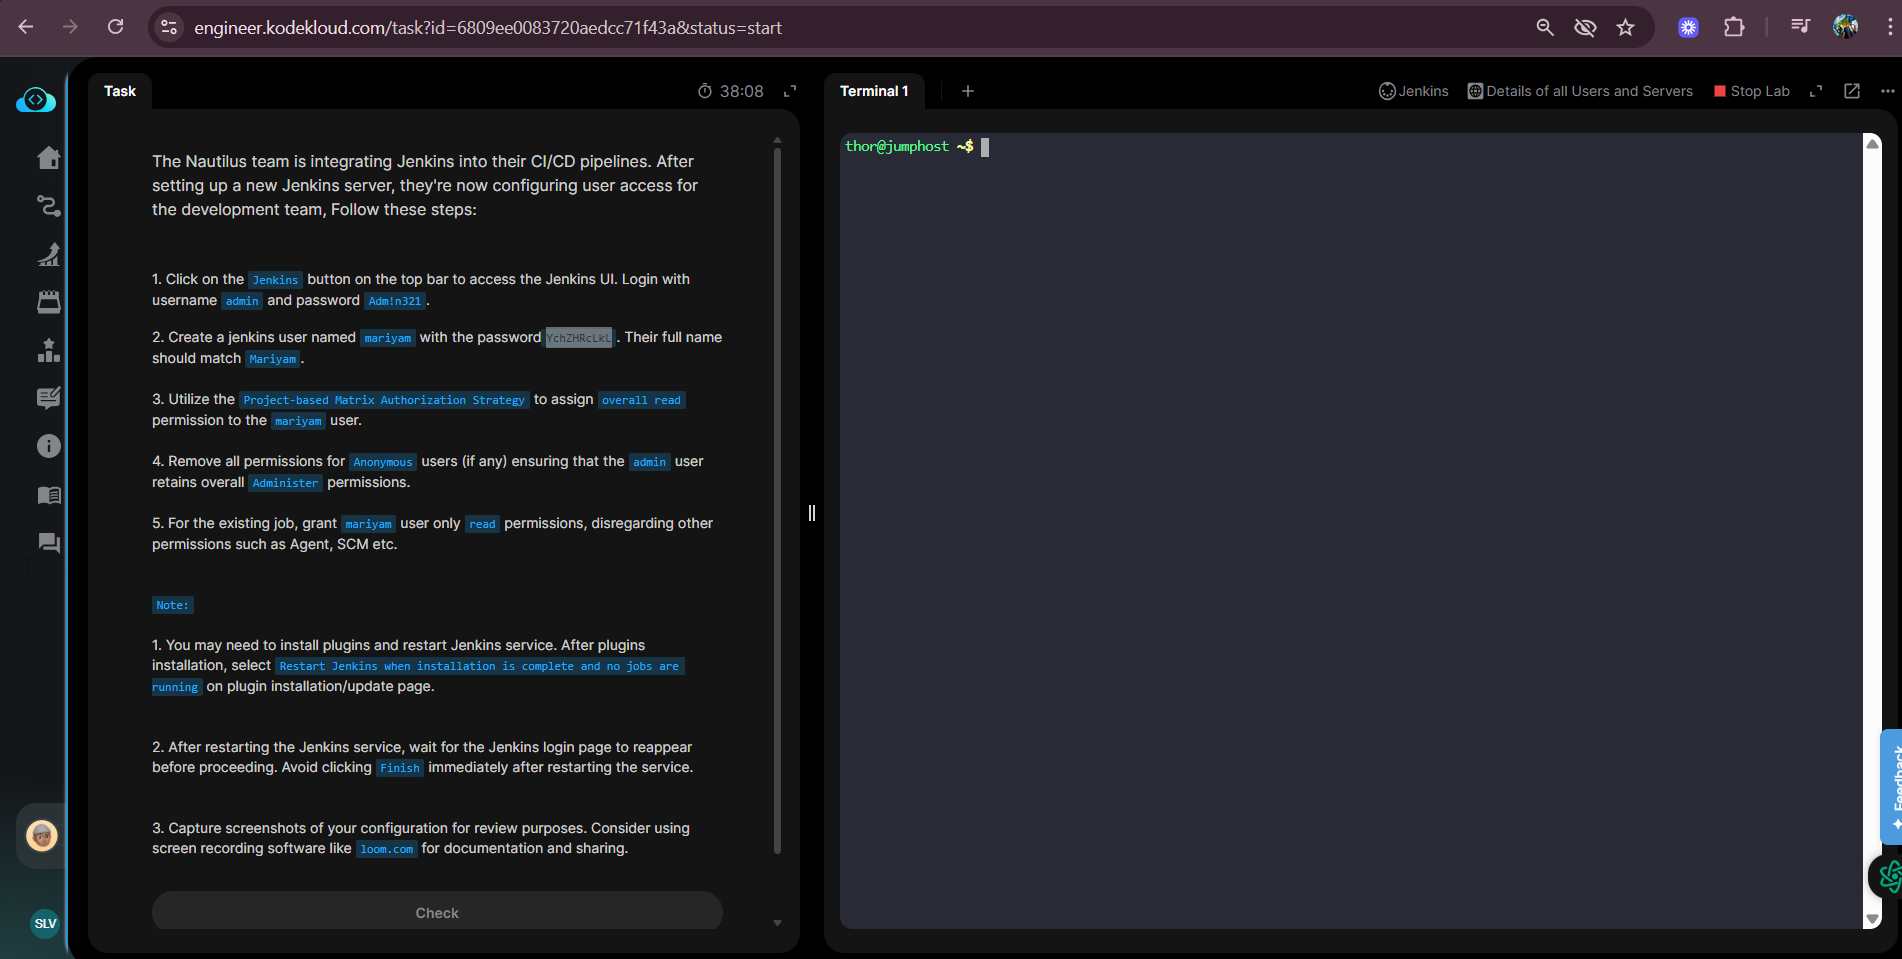 engineer.kodekloud.com/task?id=6809ee0083720aedcc71f43a&status=start
Task
38:08
Terminal 1
Jenkins
Details of all Users and Servers
Stop Lab
The Nautilus team is integrating Jenkins into their CI/CD pipelines. After
setting up a new Jenkins server, they're now configuring user access for
the development team, Follow these steps:
1. Click on the Jenkins button on the top bar to access the Jenkins UI. Login with
username admin and password Adm!n321.
2. Create a jenkins user named mariyam with the password YchZHRcLkL. Their full name
should match Mariyam.
3. Utilize the Project-based Matrix Authorization Strategy to assign overall read
permission to the mariyam user.
4. Remove all permissions for Anonymous users (if any) ensuring that the admin user
retains overall Administer permissions.
5. For the existing job, grant mariyam user only read permissions, disregarding other
permissions such as Agent, SCM etc.
Note:
1. You may need to install plugins and restart Jenkins service. After plugins
installation, select Restart Jenkins when installation is complete and no jobs are
running on plugin installation/update page.
2. After restarting the Jenkins service, wait for the Jenkins login page to reappear
before proceeding. Avoid clicking Finish immediately after restarting the service.
3. Capture screenshots of your configuration for review purposes. Consider using
screen recording software like loom.com for documentation and sharing.
Check
thor@jumphost ~$
Feedback
SLV